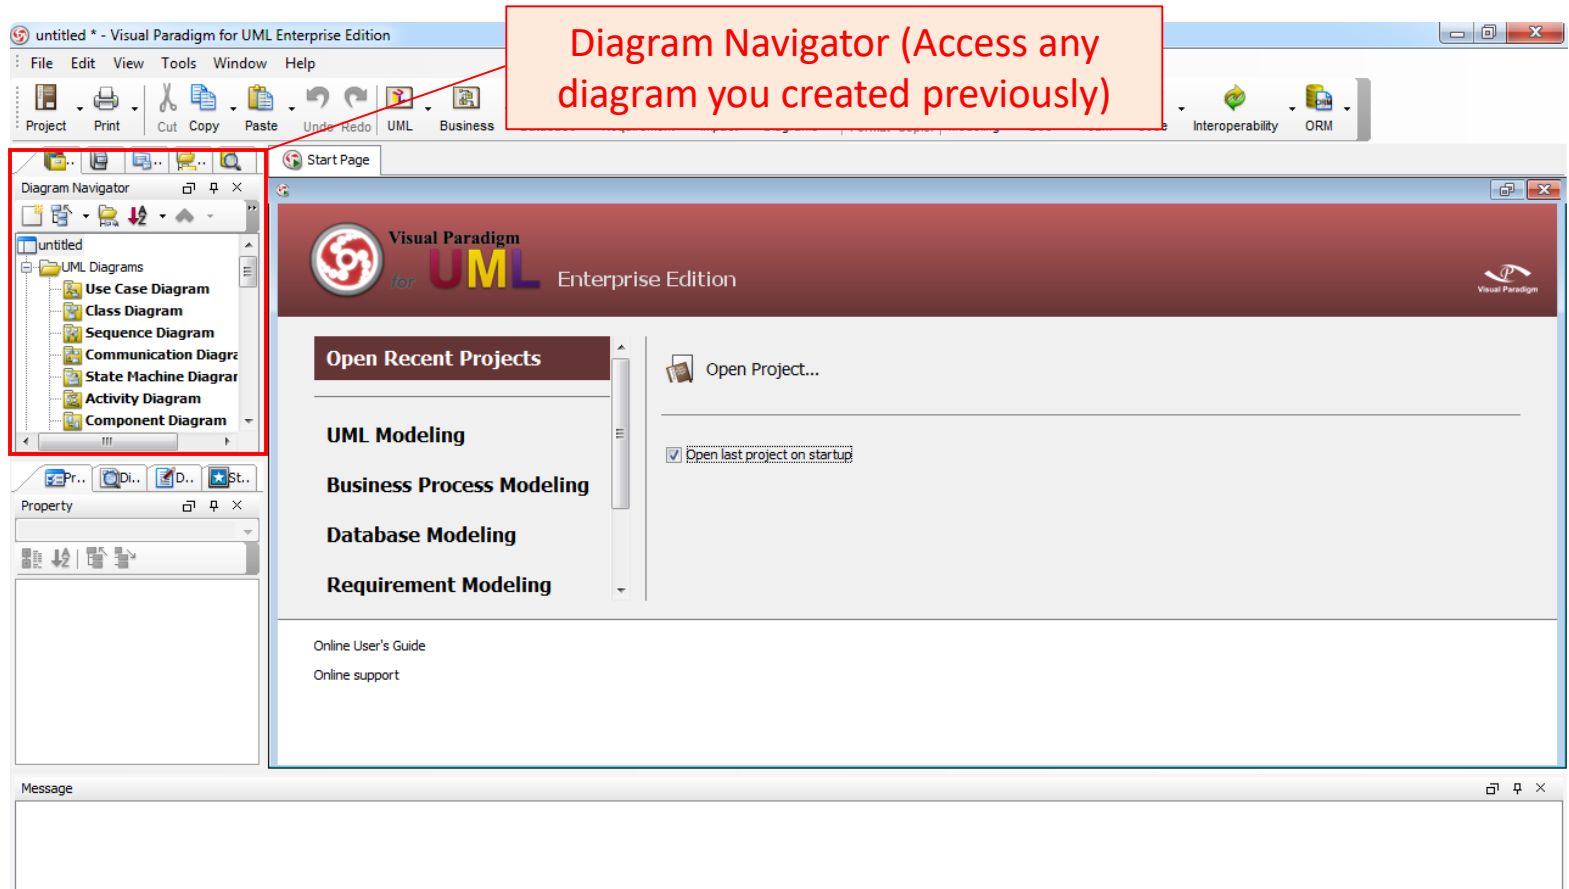 Diagram Navigator (Access any
diagram you created previously)
untitled * - Visual Paradigm for UML Enterprise Edition
File Edit View Tools Window Help
Project Print Cut Copy Paste Undo Redo UML Business Interoperability ORM
Start Page
Diagram Navigator
untitled
UML Diagrams
Use Case Diagram
Class Diagram
Sequence Diagram
Communication Diagra
State Machine Diagrar
Activity Diagram
Component Diagram
Pr.. Di.. D.. St..
Property
Visual Paradigm
for UML Enterprise Edition
Visual Paradigm
Open Recent Projects
UML Modeling
Business Process Modeling
Database Modeling
Requirement Modeling
Open Project...
Open last project on startup
Online User's Guide
Online support
Message